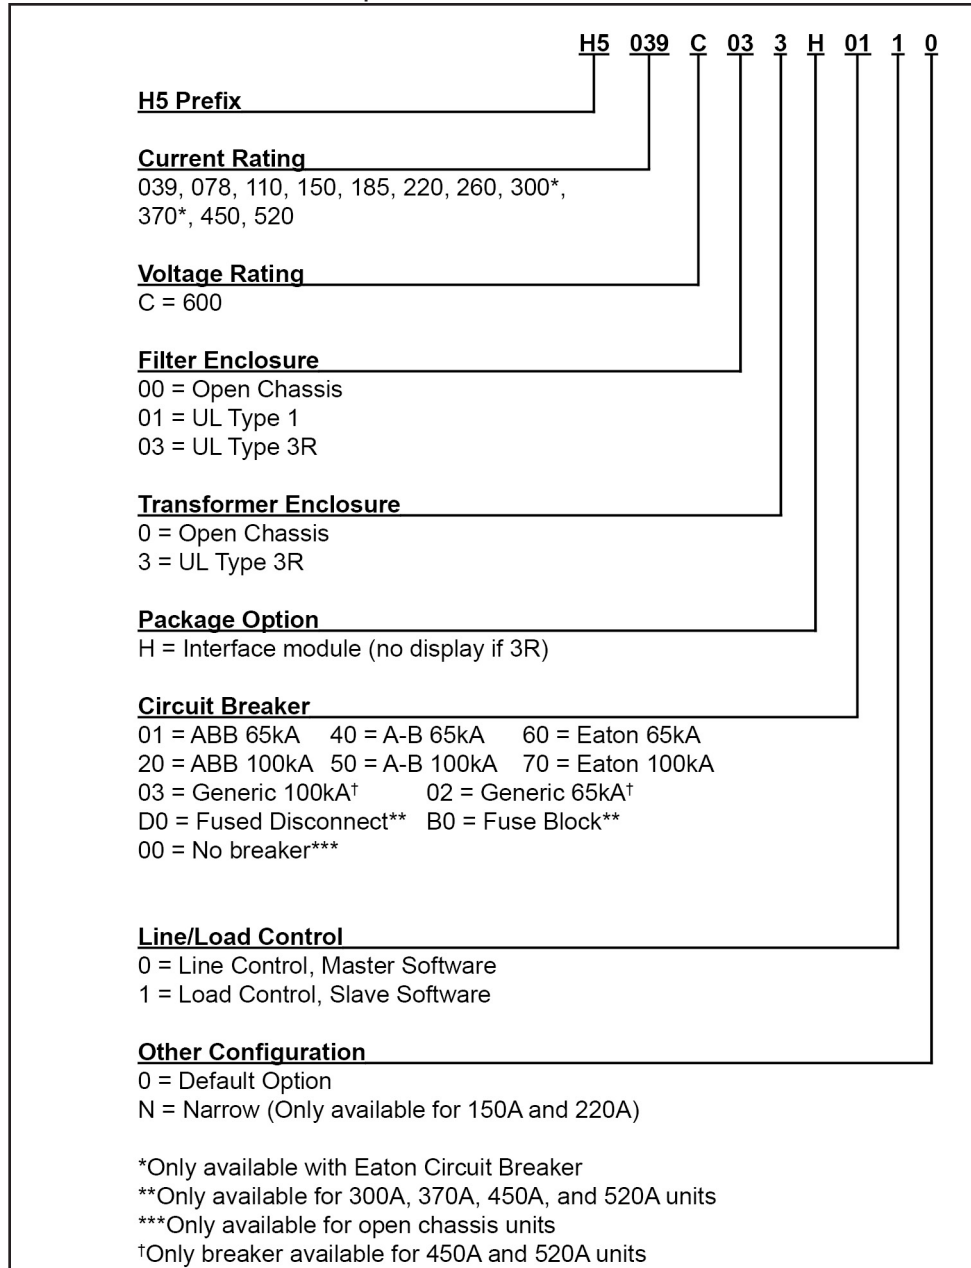 H5 039 C 03 3 H 01 1 0
H5 Prefix
Current Rating
039, 078, 110, 150, 185, 220, 260, 300*,
370*, 450, 520
Voltage Rating
C = 600
Filter Enclosure
00 = Open Chassis
01 = UL Type 1
03 = UL Type 3R
Transformer Enclosure
0 = Open Chassis
3 = UL Type 3R
Package Option
H = Interface module (no display if 3R)
Circuit Breaker
01 = ABB 65kA 40 = A-B 65kA 60 = Eaton 65kA
20 = ABB 100kA 50 = A-B 100kA 70 = Eaton 100kA
03 = Generic 100kA† 02 = Generic 65kA†
D0 = Fused Disconnect** B0 = Fuse Block**
00 = No breaker***
Line/Load Control
0 = Line Control, Master Software
1 = Load Control, Slave Software
Other Configuration
0 = Default Option
N = Narrow (Only available for 150A and 220A)
*Only available with Eaton Circuit Breaker
**Only available for 300A, 370A, 450A, and 520A units
***Only available for open chassis units
†Only breaker available for 450A and 520A units